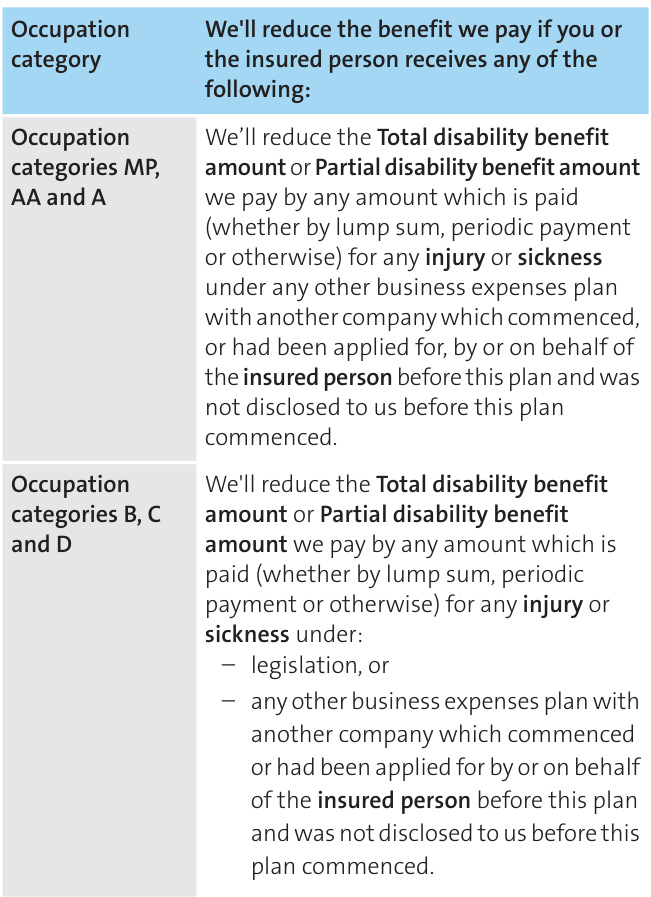 Occupation
category
We'll reduce the benefit we pay if you or
the insured person receives any of the
following:
Occupation
categories MP,
AA and A
We’ll reduce the Total disability benefit
amount or Partial disability benefit amount
we pay by any amount which is paid
(whether by lump sum, periodic payment
or otherwise) for any injury or sickness
under any other business expenses plan
with another company which commenced,
or had been applied for, by or on behalf of
the insured person before this plan and was
not disclosed to us before this plan
commenced.
Occupation
categories B, C
and D
We'll reduce the Total disability benefit
amount or Partial disability benefit
amount we pay by any amount which is
paid (whether by lump sum, periodic
payment or otherwise) for any injury or
sickness under:
– legislation, or
– any other business expenses plan with
another company which commenced
or had been applied for by or on behalf
of the insured person before this plan
and was not disclosed to us before this
plan commenced.